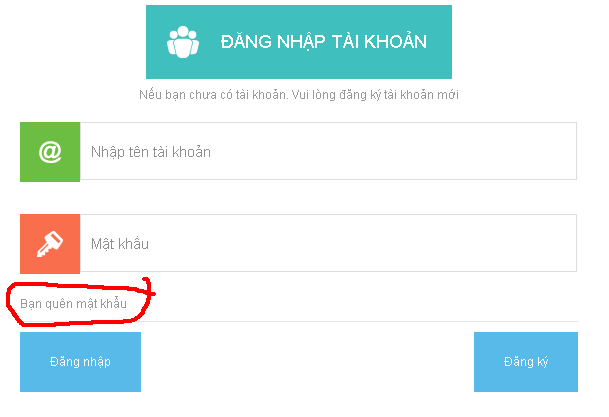 ĐĂNG NHẬP TÀI KHOẢN
Nếu bạn chưa có tài khoản. Vui lòng đăng ký tài khoản mới
@
Nhập tên tài khoản
Mật khẩu
Bạn quên mật khẩu
Đăng nhập
Đăng ký